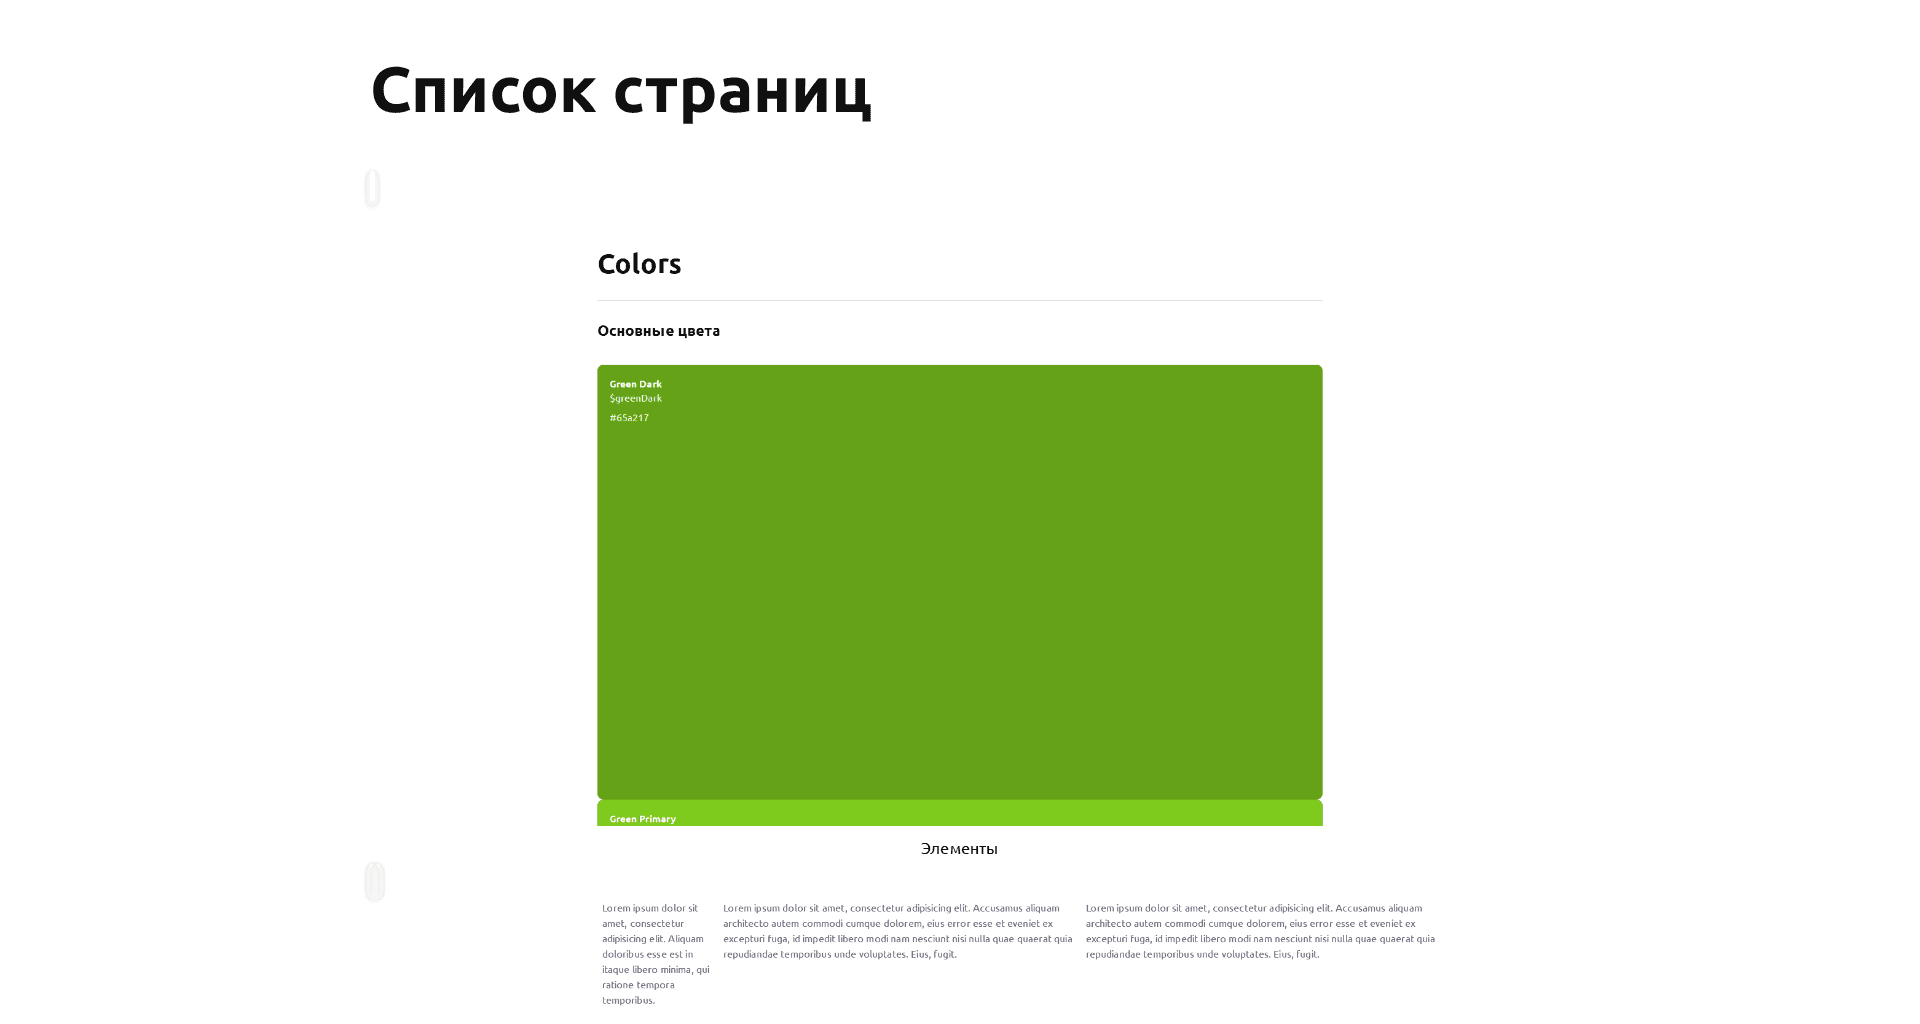 Список страниц
Colors
Основные цвета
Green Dark
$greenDark
#65a217
Green Primary
Элементы
Lorem ipsum dolor sit
amet, consectetur
adipisicing elit. Aliquam
doloribus esse est in
itaque libero minima, qui
ratione tempora
temporibus.
Lorem ipsum dolor sit amet, consectetur adipisicing elit. Accusamus aliquam
architecto autem commodi cumque dolorem, eius error esse et eveniet ex
excepturi fuga, id impedit libero modi nam nesciunt nisi nulla quae quaerat quia
repudiandae temporibus unde voluptates. Eius, fugit.
Lorem ipsum dolor sit amet, consectetur adipisicing elit. Accusamus aliquam
architecto autem commodi cumque dolorem, eius error esse et eveniet ex
excepturi fuga, id impedit libero modi nam nesciunt nisi nulla quae quaerat quia
repudiandae temporibus unde voluptates. Eius, fugit.